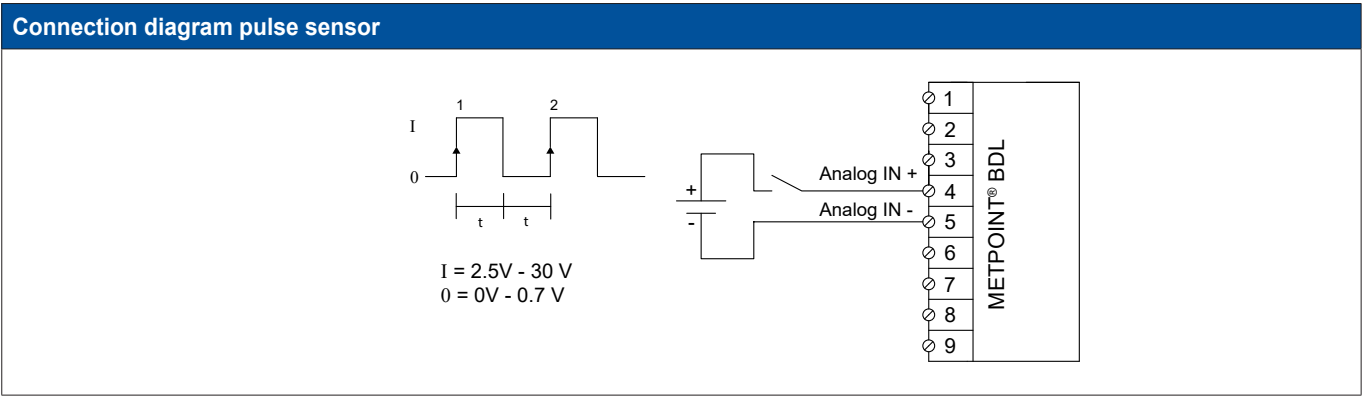 Connection diagram pulse sensor
1 2
I
0
t t
I = 2.5V - 30 V
0 = 0V - 0.7 V
+
-
Analog IN +
Analog IN -
1
2
3
4
5
6
7
8
9
METPOINT® BDL